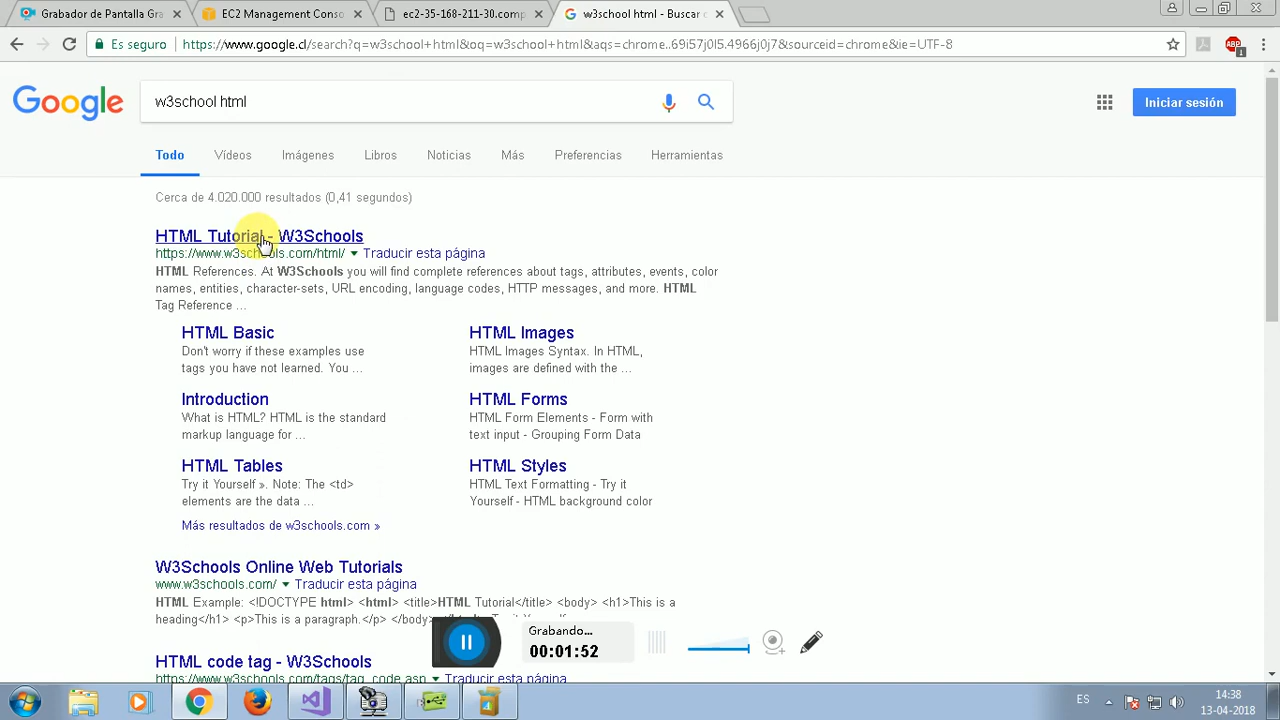 Grabador de Pantalla Gra
EC2 Management Conso
ec2-35-160-211-30.comp
w3school html - Buscar c
Es seguro
https://www.google.cl/search?q=w3school+html&oq=w3school+html&aqs=chrome..69i57j0l5.4966j0j7&sourceid=chrome&ie=UTF-8
ABP
1
Google
w3school html
Iniciar sesión
Todo
Vídeos
Imágenes
Libros
Noticias
Más
Preferencias
Herramientas
Cerca de 4.020.000 resultados (0,41 segundos)
HTML Tutorial - W3Schools
https://www.w3schools.com/html/ Traducir esta página
HTML References. At W3Schools you will find complete references about tags, attributes, events, color
names, entities, character-sets, URL encoding, language codes, HTTP messages, and more. HTML
Tag Reference ...
HTML Basic
Don't worry if these examples use
tags you have not learned. You ...
HTML Images
HTML Images Syntax. In HTML,
images are defined with the ...
Introduction
What is HTML? HTML is the standard
markup language for ...
HTML Forms
HTML Form Elements - Form with
text input - Grouping Form Data
HTML Tables
Try it Yourself ». Note: The <td>
elements are the data ...
HTML Styles
HTML Text Formatting - Try it
Yourself - HTML background color
Más resultados de w3schools.com »
W3Schools Online Web Tutorials
www.w3schools.com/ Traducir esta página
HTML Example: <!DOCTYPE html> <html> <title>HTML Tutorial</title> <body> <h1>This is a
heading</h1> <p>This is a paragraph.</p> </body>
HTML code tag - W3Schools
https://www.w3schools.com/tags/tag_code.asp Traducir esta página
Grabando...
00:01:52
ES
14:38
13-04-2018